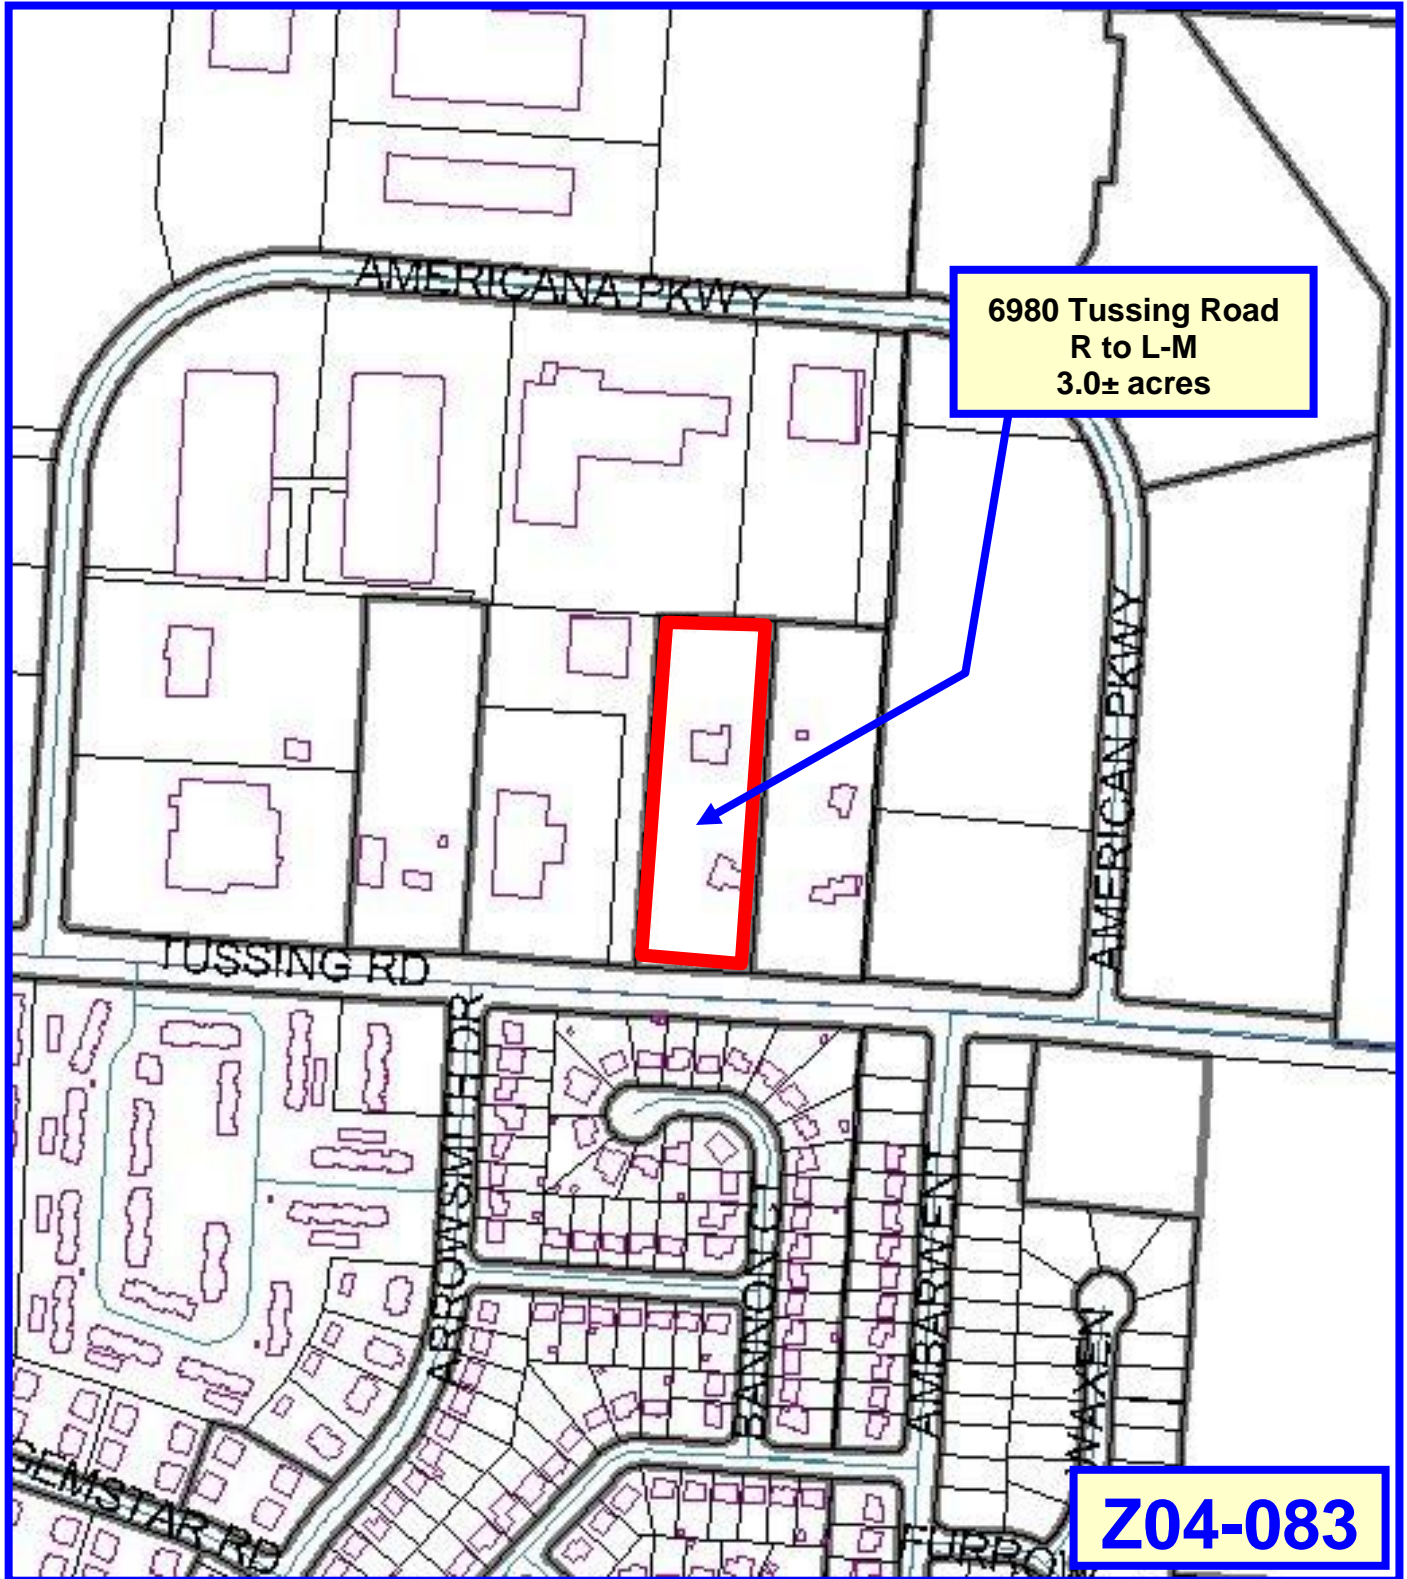 AMERICANA PKWY
6980 Tussing Road
R to L-M
3.0± acres
AMERICAN PKWY
TUSSING RD
ARROWSMITH DR
BANNON CT
GEMSTAR RD
Z04-083